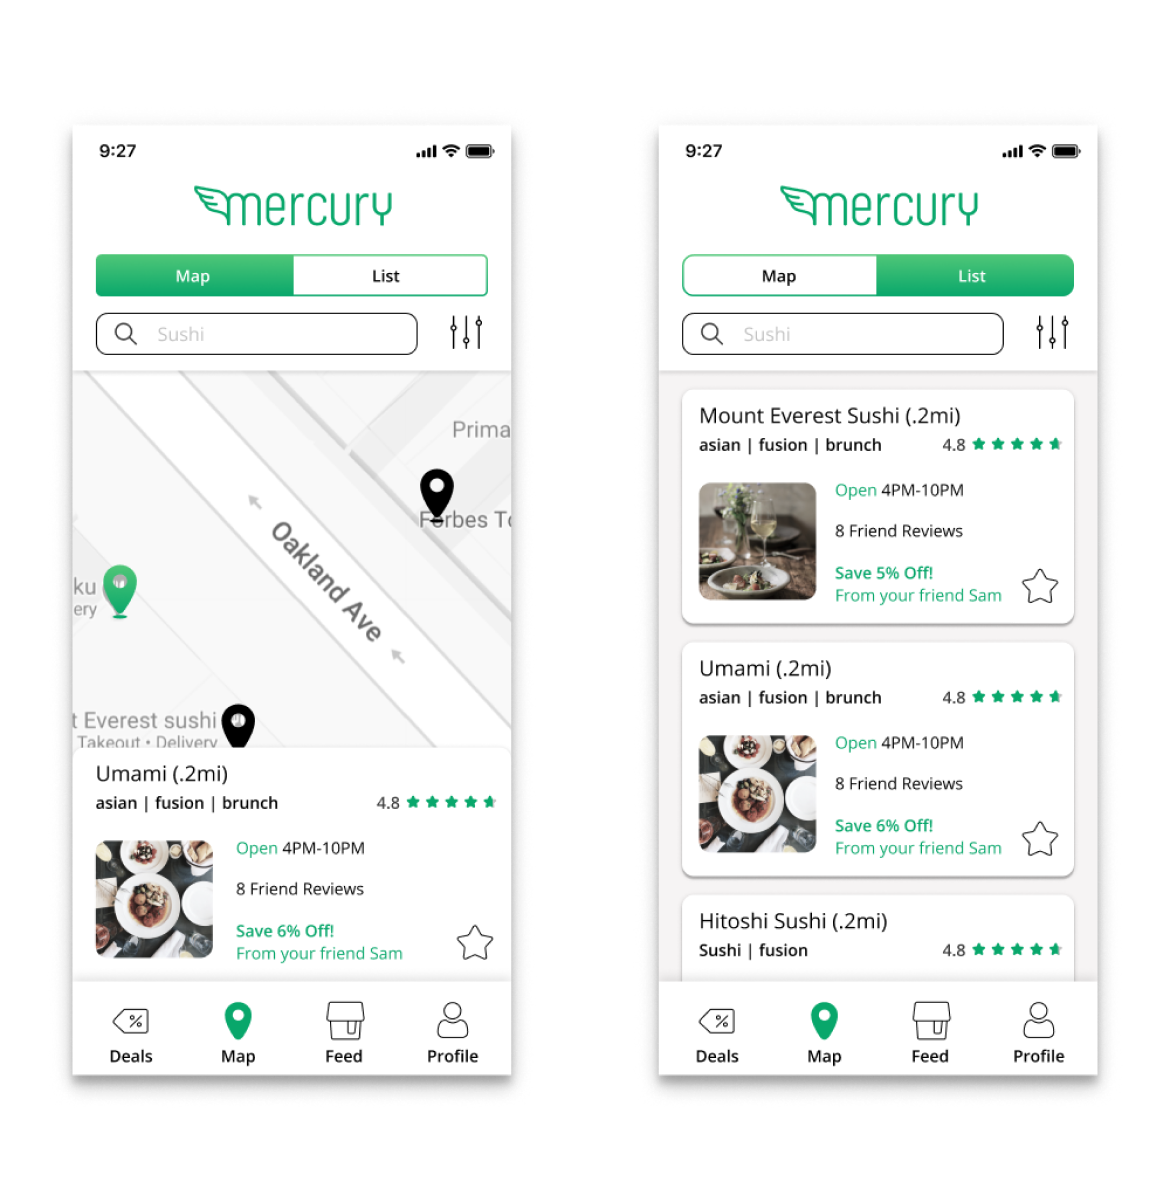 9:27
mercury
Map
List
Sushi
Prima
Forbes To
Oakland Ave
ku
ery
t Everest sushi
Takeout • Delivery
Umami (.2mi)
asian | fusion | brunch
4.8
Open 4PM-10PM
8 Friend Reviews
Save 6% Off!
From your friend Sam
%
Deals
Map
Feed
Profile
9:27
mercury
Map
List
Sushi
Mount Everest Sushi (.2mi)
asian | fusion | brunch
4.8
Open 4PM-10PM
8 Friend Reviews
Save 5% Off!
From your friend Sam
Umami (.2mi)
asian | fusion | brunch
4.8
Open 4PM-10PM
8 Friend Reviews
Save 6% Off!
From your friend Sam
Hitoshi Sushi (.2mi)
Sushi | fusion
4.8
%
Deals
Map
Feed
Profile